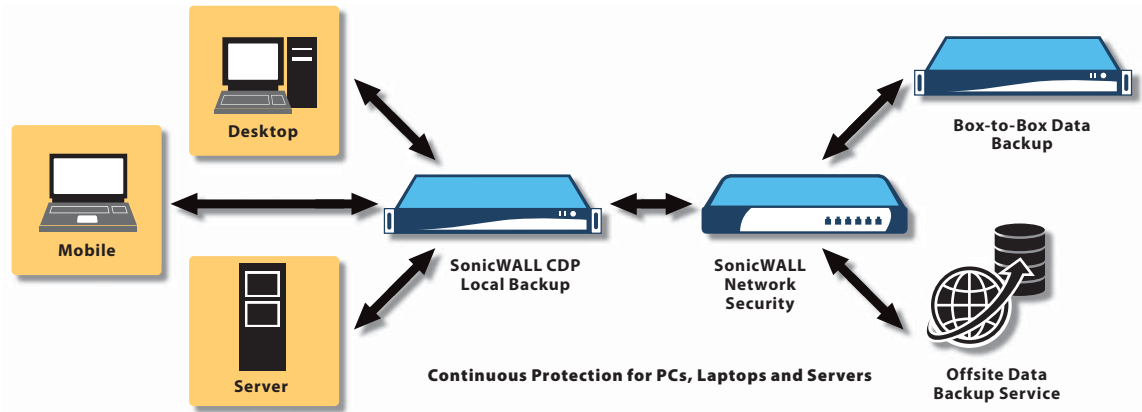 Desktop
Mobile
Server
SonicWALL CDP
Local Backup
SonicWALL
Network
Security
Box-to-Box Data
Backup
Offsite Data
Backup Service
Continuous Protection for PCs, Laptops and Servers